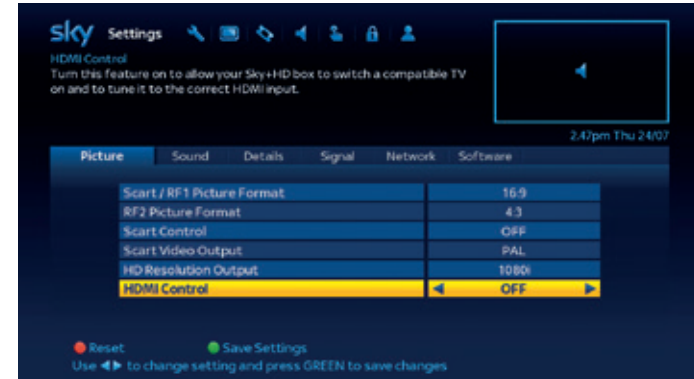 sky Settings
HDMI Control
Turn this feature on to allow your Sky+HD box to switch a compatible TV
on and to tune it to the correct HDMI input.
2.47pm Thu 24/07
Picture Sound Details Signal Network Software
Scart / RF1 Picture Format 16:9
RF2 Picture Format 4:3
Scart Control OFF
Scart Video Output PAL
HD Resolution Output 1080i
HDMI Control OFF
Reset Save Settings
Use ◀▶ to change setting and press GREEN to save changes